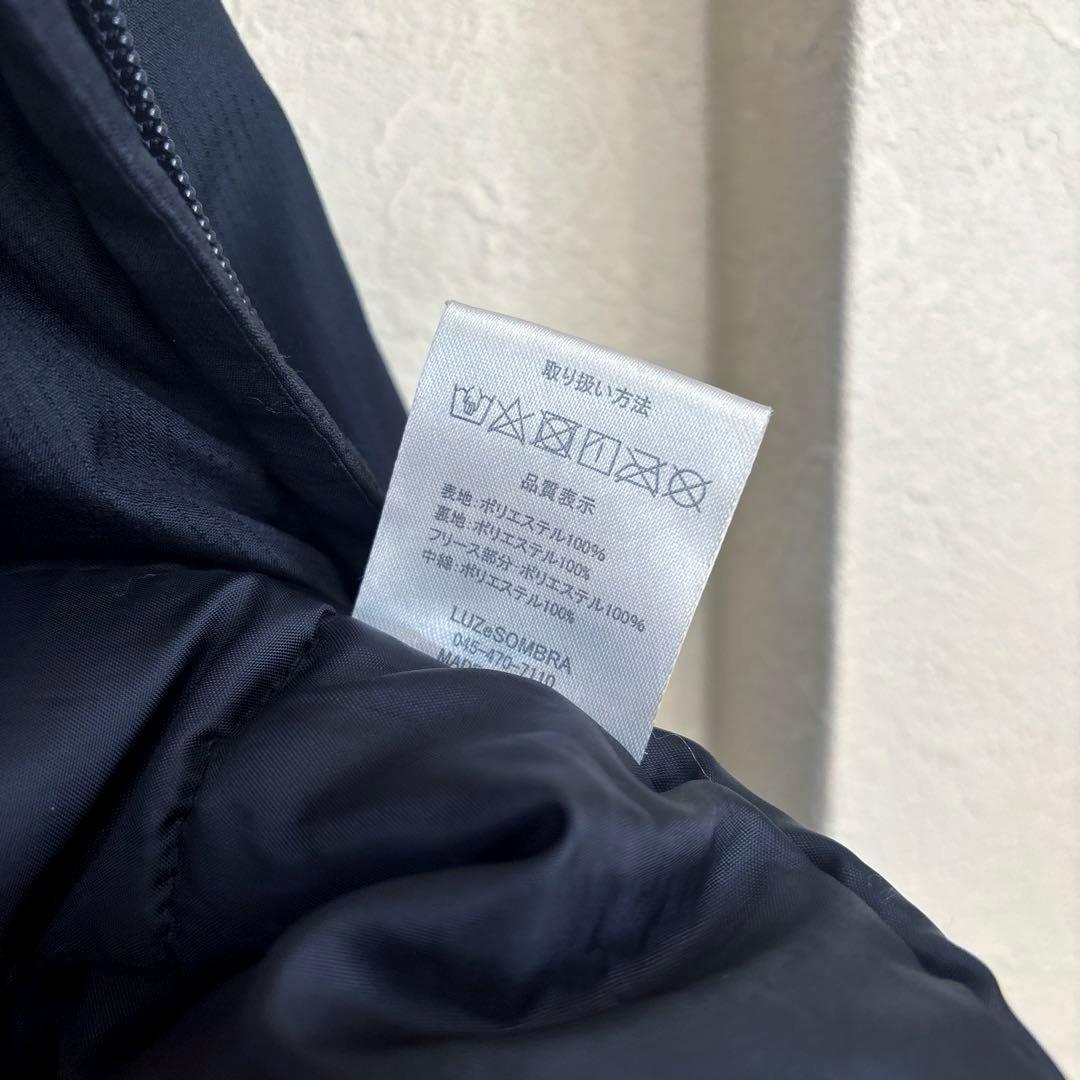 取り扱い方法
品質表示
表地:ポリエステル100%
裏地:ポリエステル100%
フリース部分:ポリエステル100%
中綿:ポリエステル100%
LUZeSOMBRA
045-470-7110